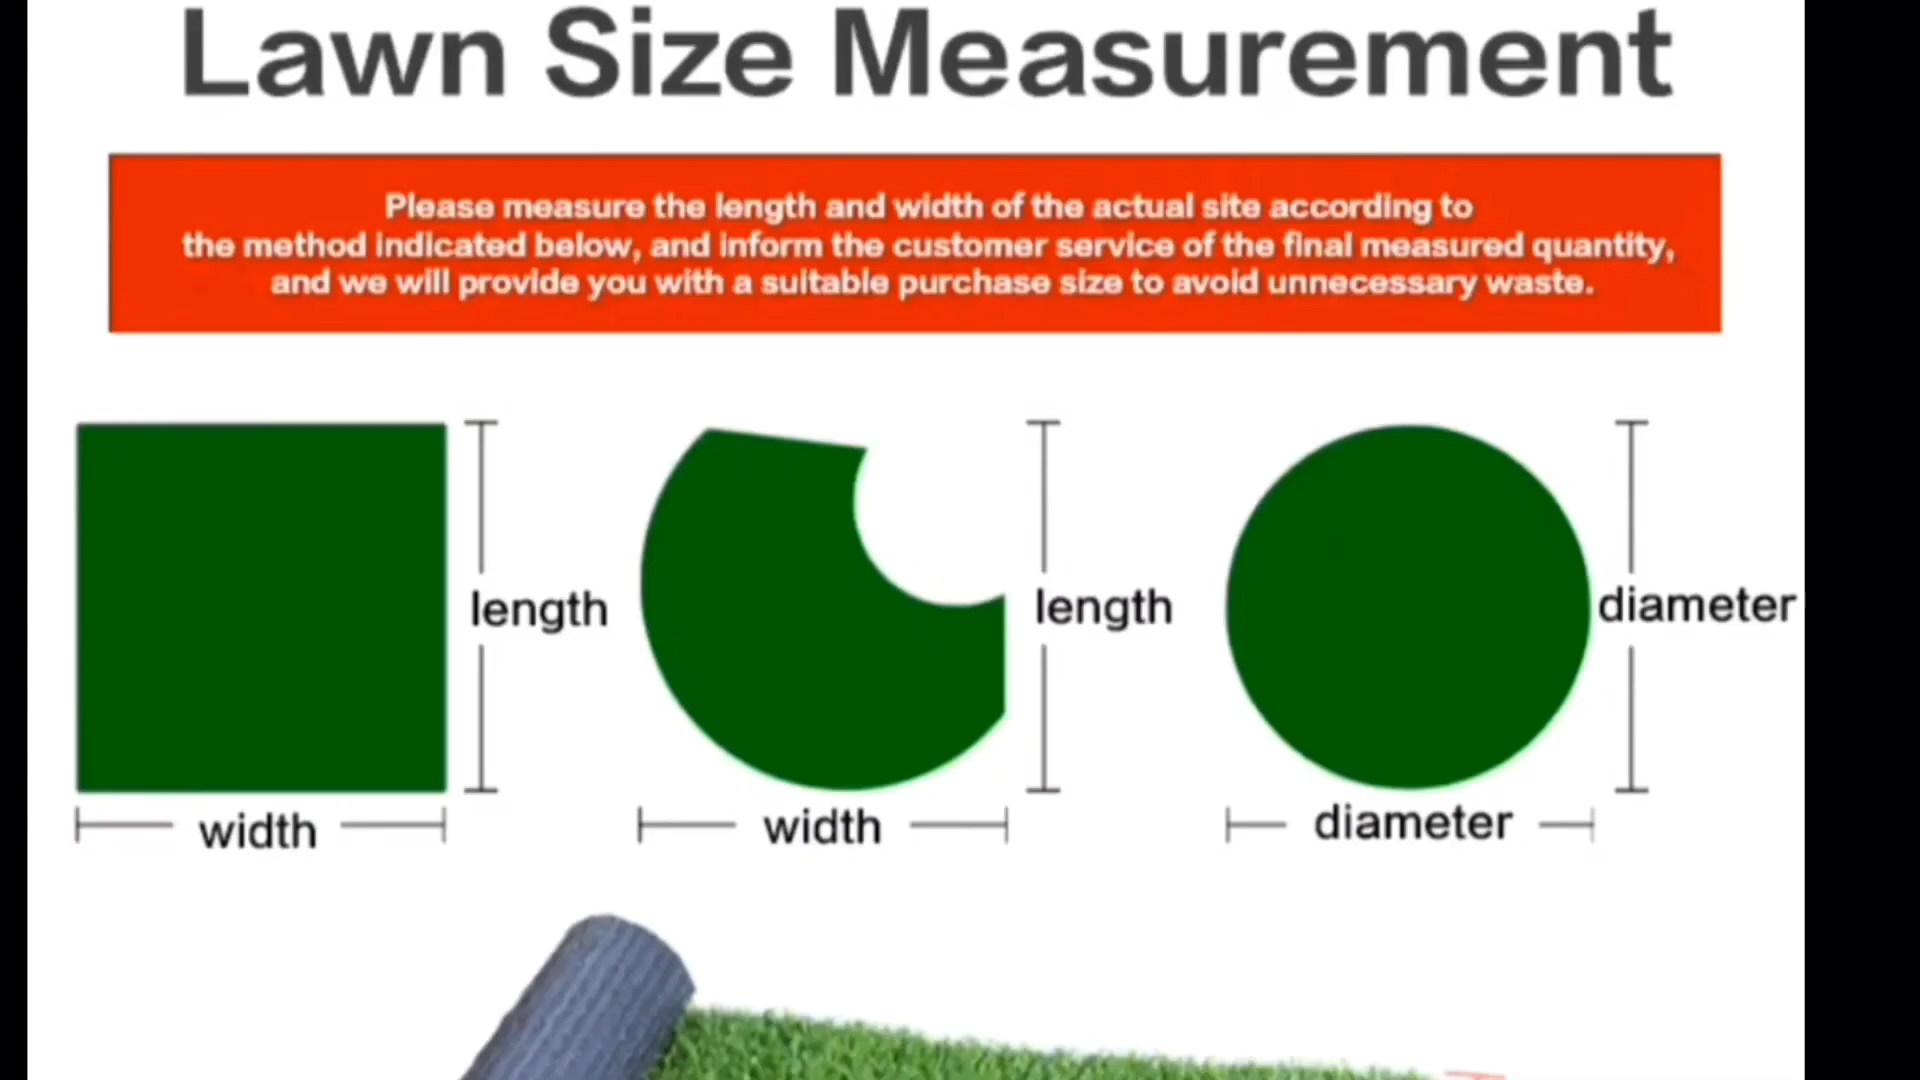 Lawn Size Measurement
Please measure the length and width of the actual site according to
the method indicated below, and inform the customer service of the final measured quantity,
and we will provide you with a suitable purchase size to avoid unnecessary waste.
length
length
diameter
width
width
diameter